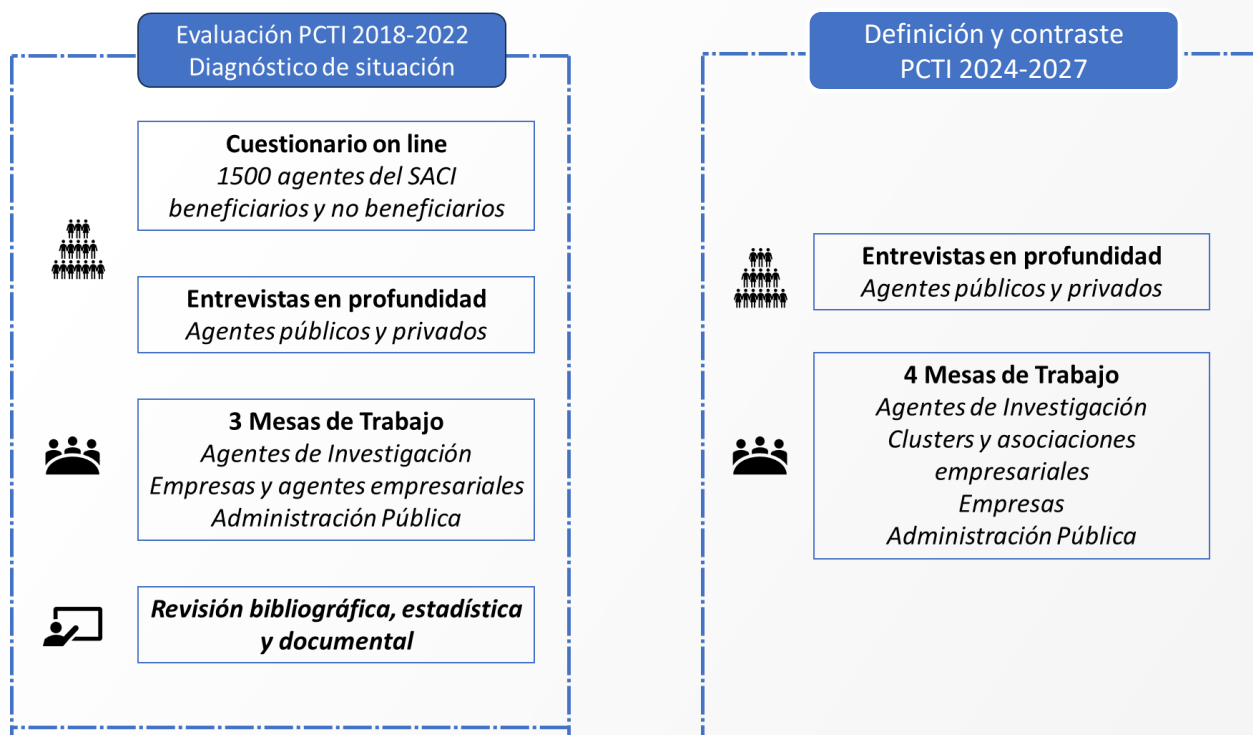 Evaluación PCTI 2018-2022
Diagnóstico de situación
Cuestionario on line
1500 agentes del SACI
beneficiarios y no beneficiarios
Entrevistas en profundidad
Agentes públicos y privados
3 Mesas de Trabajo
Agentes de Investigación
Empresas y agentes empresariales
Administración Pública
Revisión bibliográfica, estadística
y documental
Definición y contraste
PCTI 2024-2027
Entrevistas en profundidad
Agentes públicos y privados
4 Mesas de Trabajo
Agentes de Investigación
Clusters y asociaciones
empresariales
Empresas
Administración Pública